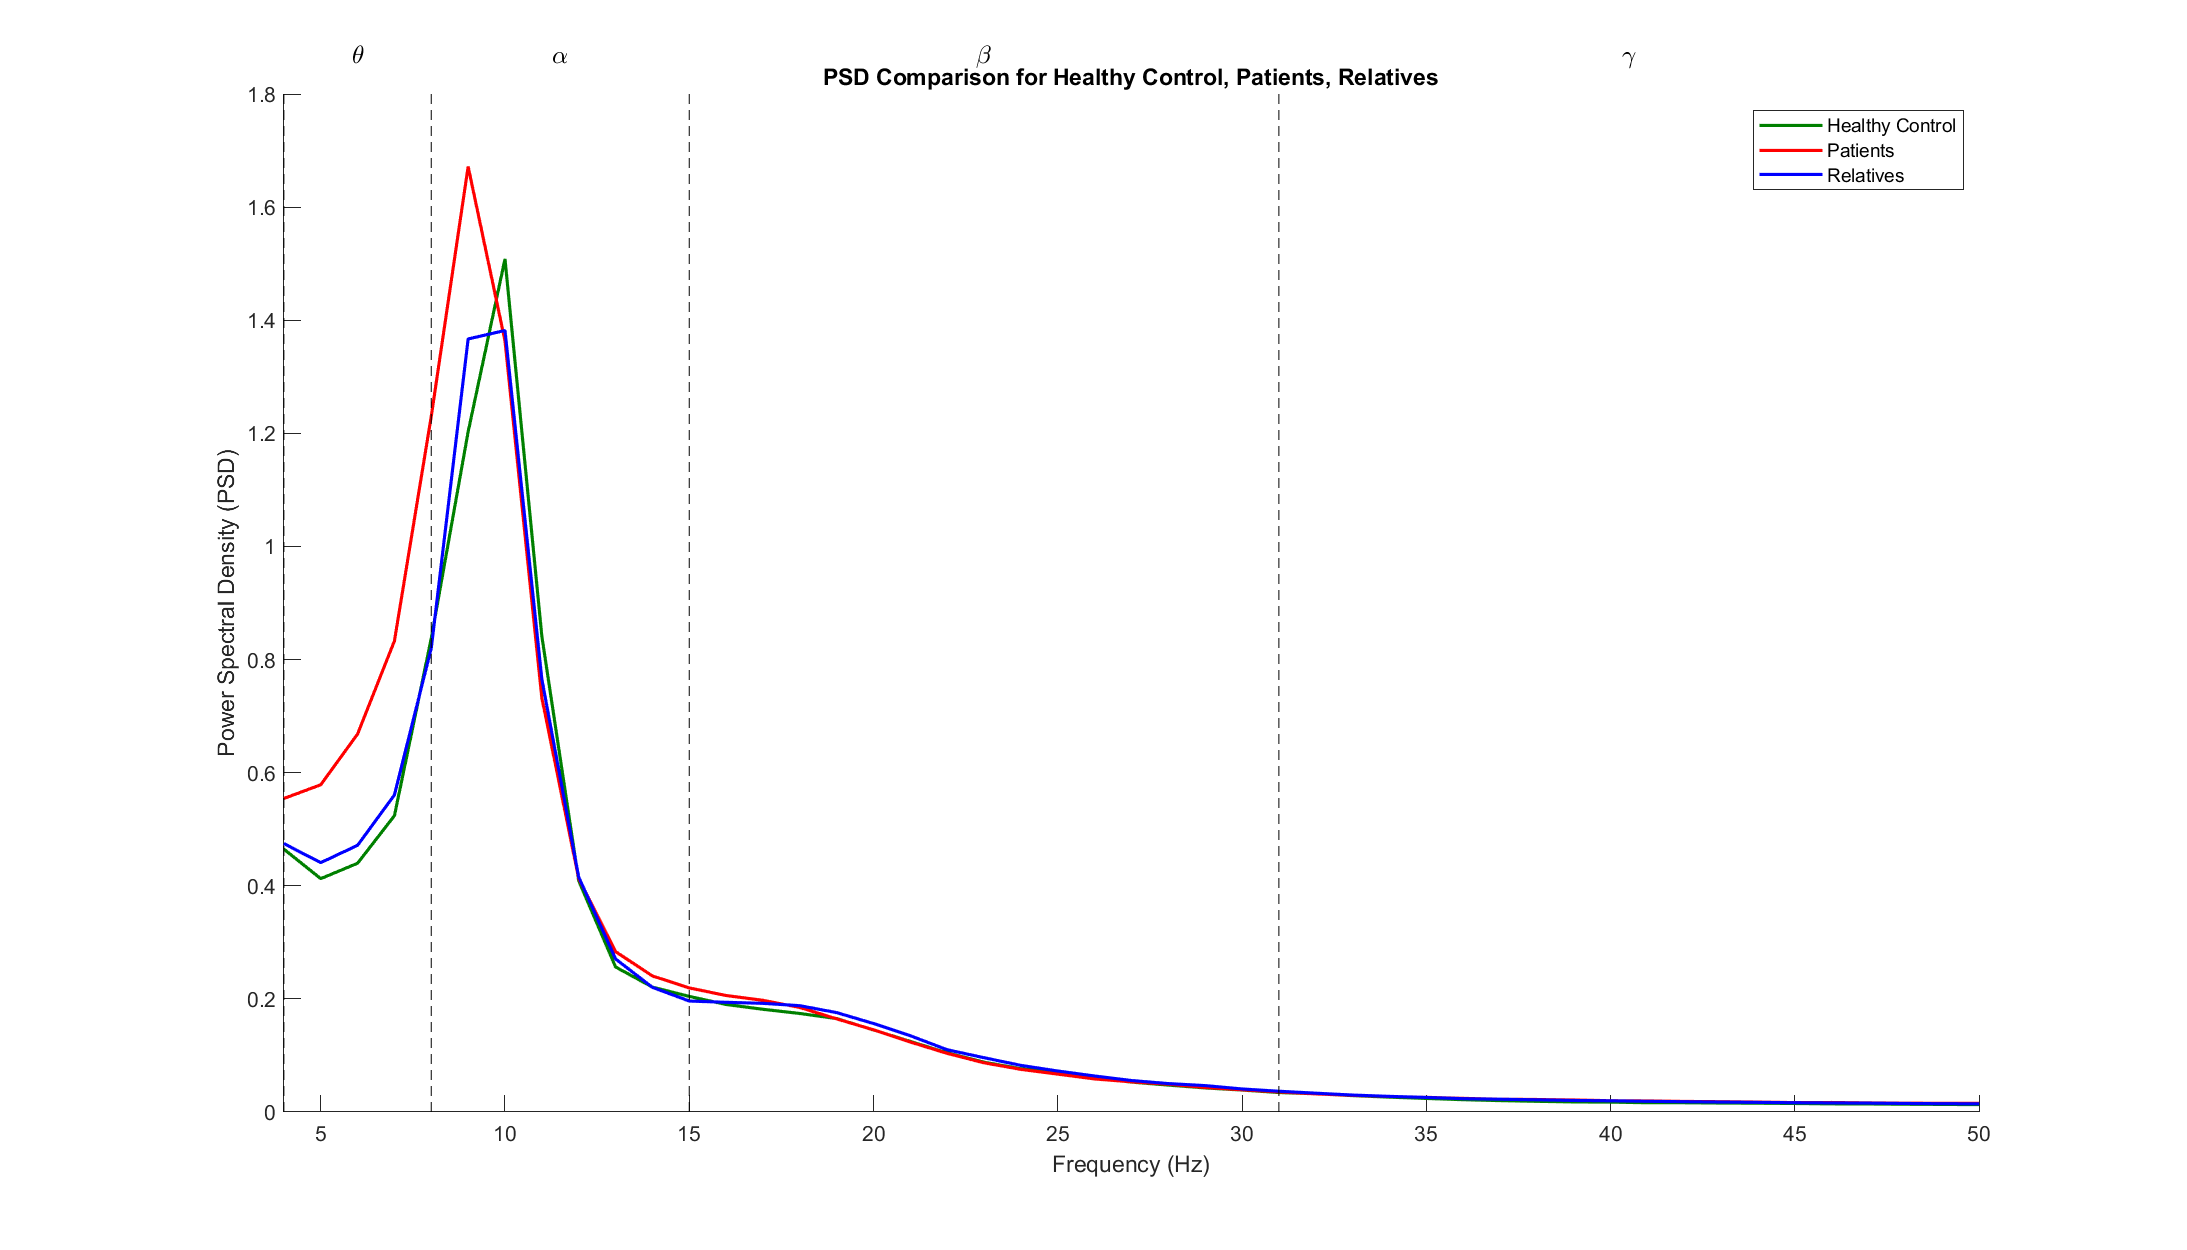 θ α β γ
PSD Comparison for Healthy Control, Patients, Relatives
Healthy Control
Patients
Relatives
1.8
1.6
1.4
1.2
1
0.8
0.6
0.4
0.2
0
Power Spectral Density (PSD)
5 10 15 20 25 30 35 40 45 50
Frequency (Hz)